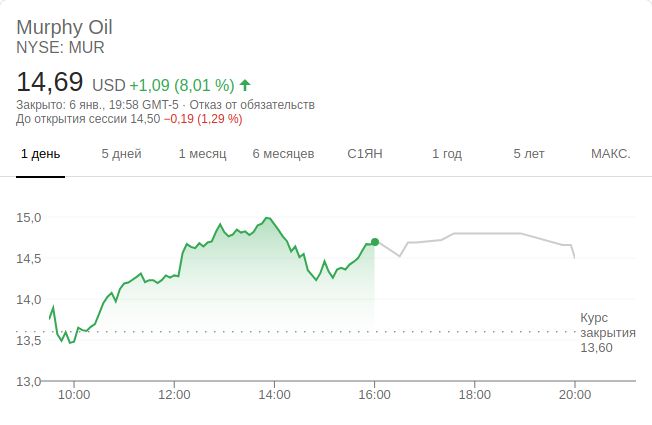 Murphy Oil
NYSE: MUR
14,69 USD +1,09 (8,01 %)
Закрыто: 6 янв., 19:58 GMT-5 · Отказ от обязательств
До открытия сессии 14,50 −0,19 (1,29 %)
1 день 5 дней 1 месяц 6 месяцев С1ЯН 1 год 5 лет МАКС.
15,0
14,5
14,0
Курс
закрытия
13,60
13,5
13,0
10:00 12:00 14:00 16:00 18:00 20:00